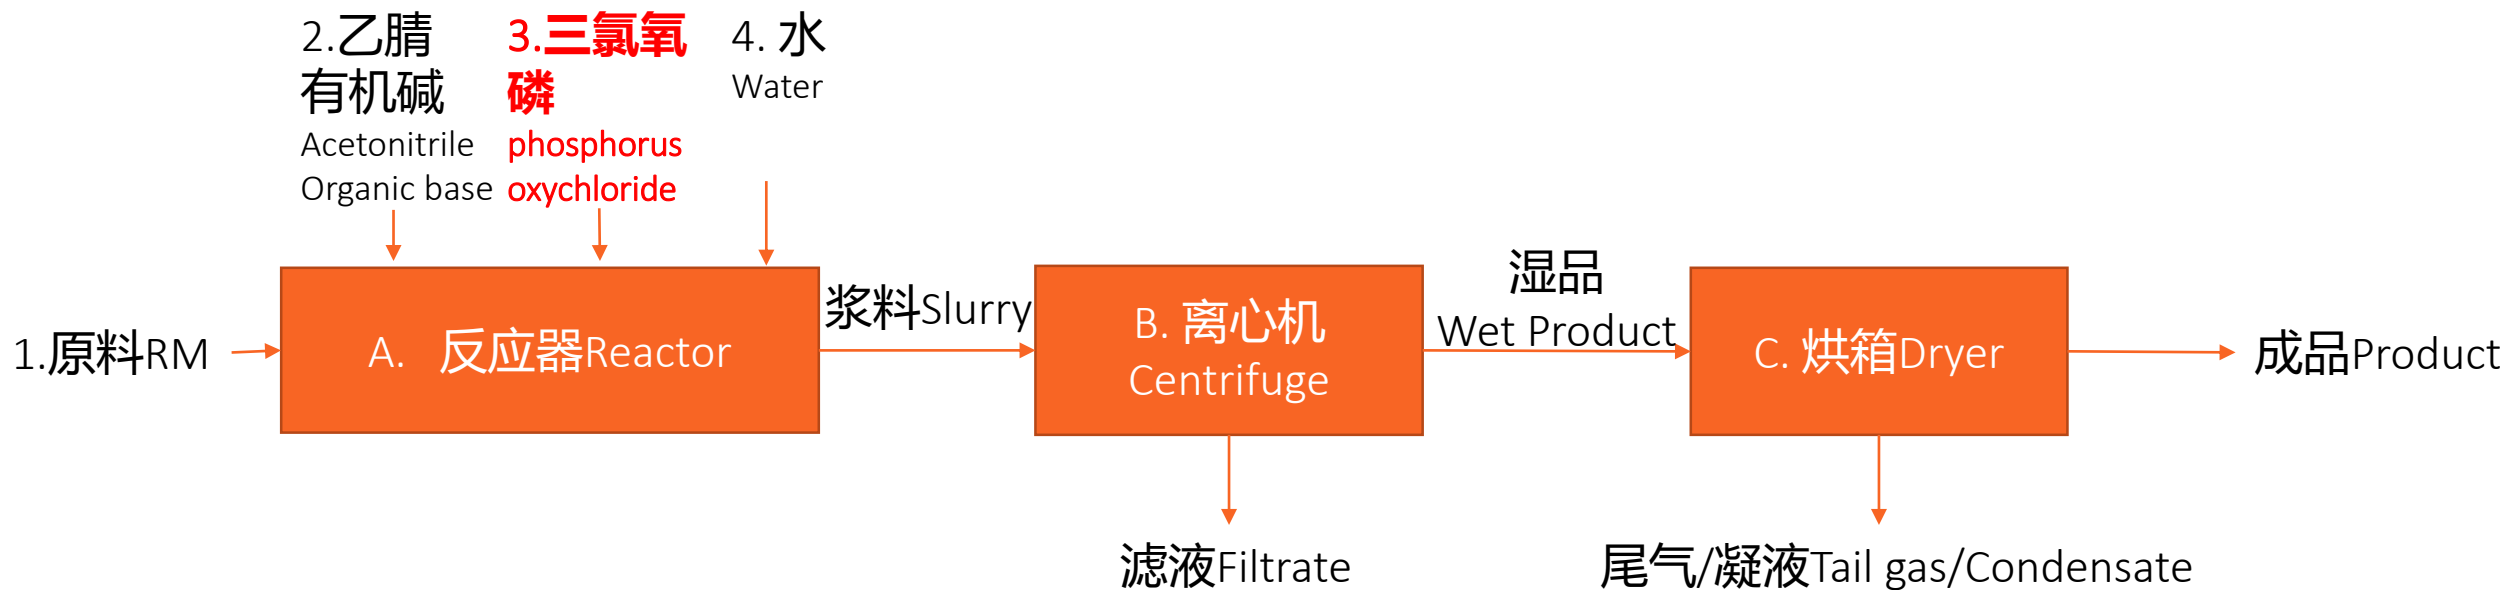 2.乙腈
有机碱
Acetonitrile
Organic base
3.三氯氧
磷
phosphorus
oxychloride
4. 水
Water
1.原料RM
A. 反应器Reactor
浆料Slurry
B. 离心机
Centrifuge
湿品
Wet Product
C. 烘箱Dryer
成品Product
滤液Filtrate
尾气/凝液Tail gas/Condensate